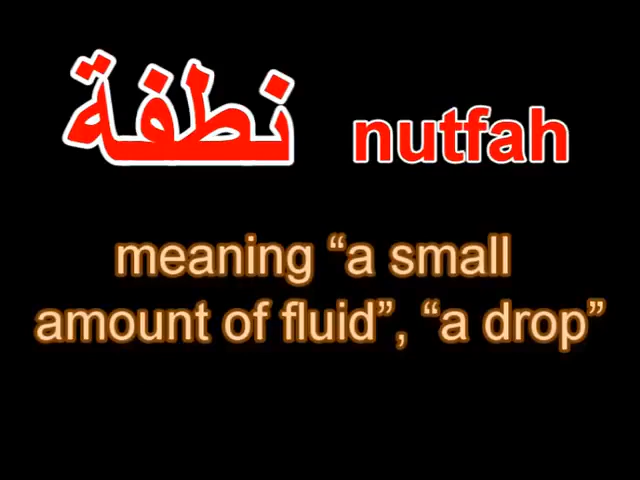 نطفة nutfah
meaning “a small
amount of fluid”, “a drop”